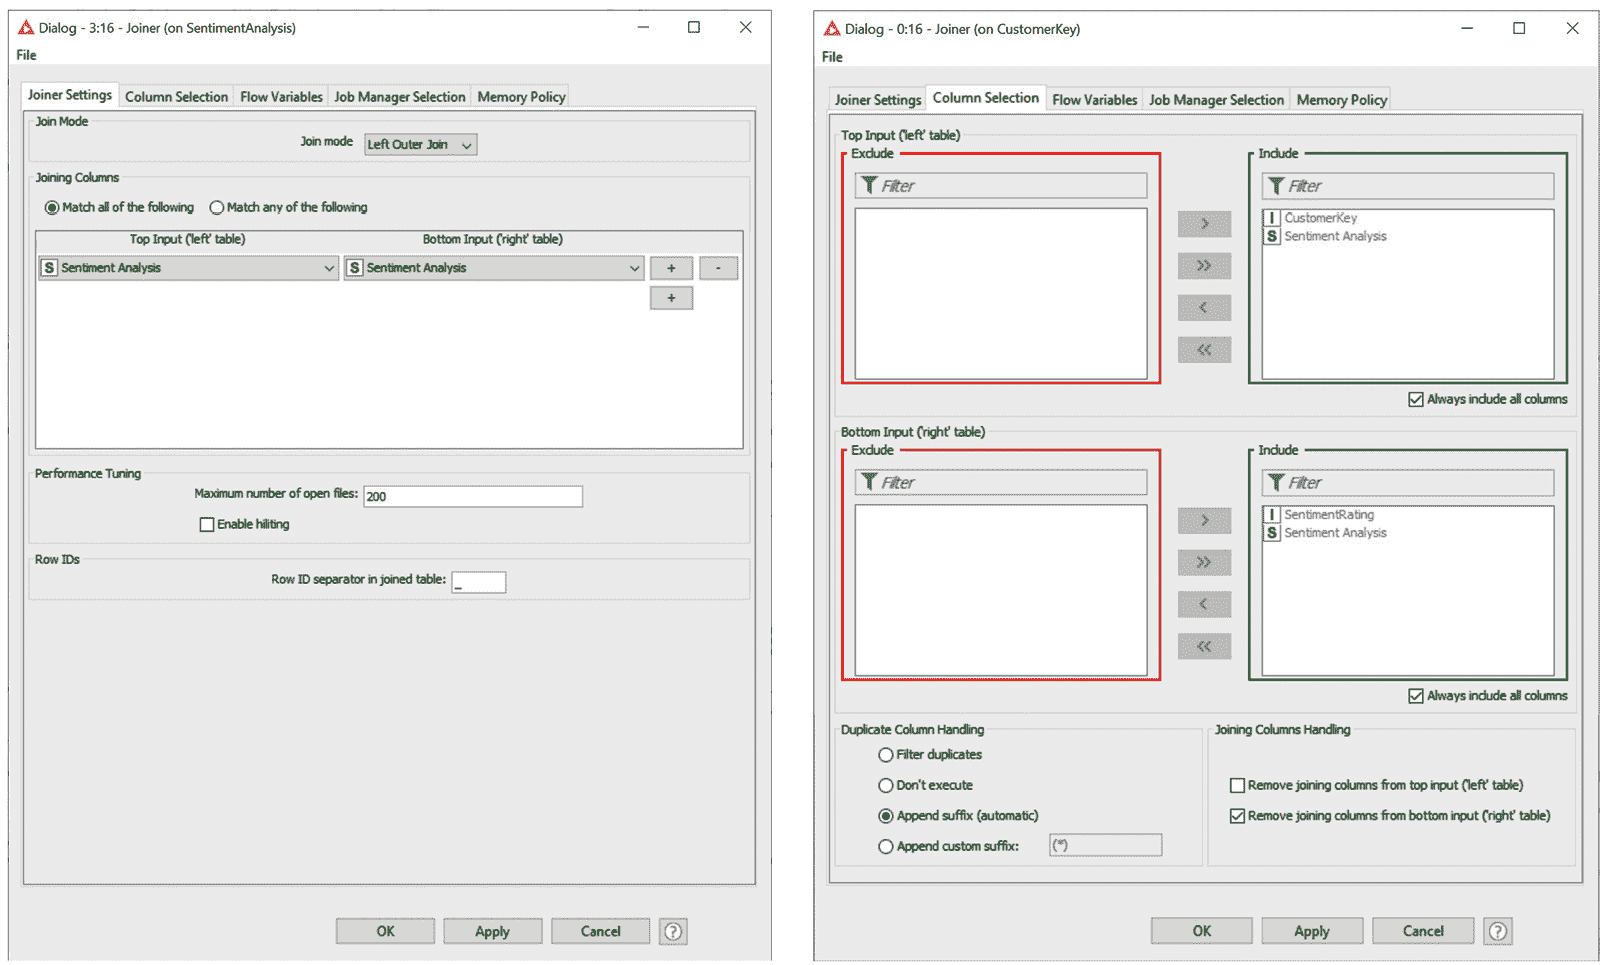 Dialog - 3:16 - Joiner (on SentimentAnalysis)
File
Joiner Settings Column Selection Flow Variables Job Manager Selection Memory Policy
Join Mode
Join mode Left Outer Join
Joining Columns
Match all of the following Match any of the following
Top Input ('left' table) Bottom Input ('right' table)
S Sentiment Analysis S Sentiment Analysis + -
+
Performance Tuning
Maximum number of open files: 200
Enable hiliting
Row IDs
Row ID separator in joined table: _
OK Apply Cancel ?
Dialog - 0:16 - Joiner (on CustomerKey)
File
Joiner Settings Column Selection Flow Variables Job Manager Selection Memory Policy
Top Input ('left' table)
Exclude Include
Filter Filter
I CustomerKey
S Sentiment Analysis
>
>>
<
<<
Always include all columns
Bottom Input ('right' table)
Exclude Include
Filter Filter
I SentimentRating
S Sentiment Analysis
>
>>
<
<<
Always include all columns
Duplicate Column Handling
Filter duplicates
Don't execute
Append suffix (automatic)
Append custom suffix: (*)
Joining Columns Handling
Remove joining columns from top input ('left' table)
Remove joining columns from bottom input ('right' table)
OK Apply Cancel ?